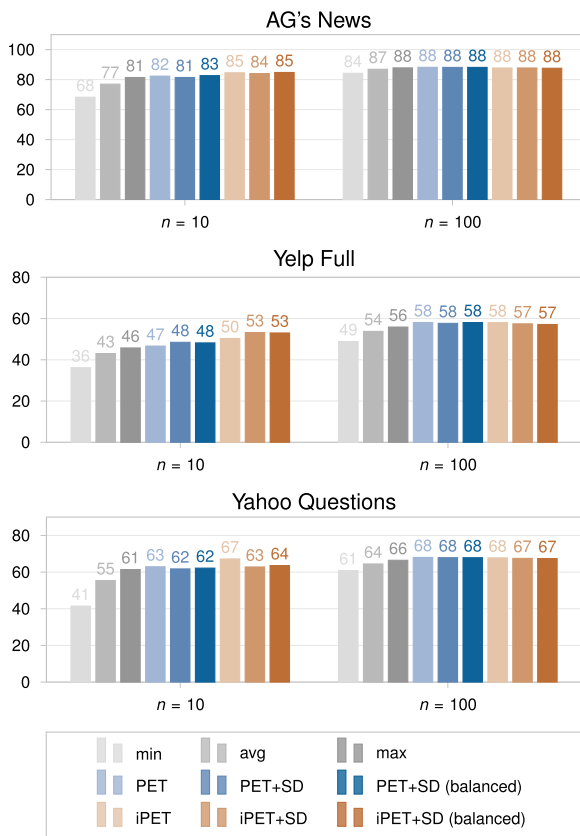 AG's News
100
80
60
40
20
0
68 77 81 82 81 83 85 84 85
84 87 88 88 88 88 88 88 88
n = 10
n = 100
Yelp Full
80
60
40
20
0
36 43 46 47 48 48 50 53 53
49 54 56 58 58 58 58 57 57
n = 10
n = 100
Yahoo Questions
80
60
40
20
0
41 55 61 63 62 62 67 63 64
61 64 66 68 68 68 68 67 67
n = 10
n = 100
min avg max
PET PET+SD PET+SD (balanced)
iPET iPET+SD iPET+SD (balanced)